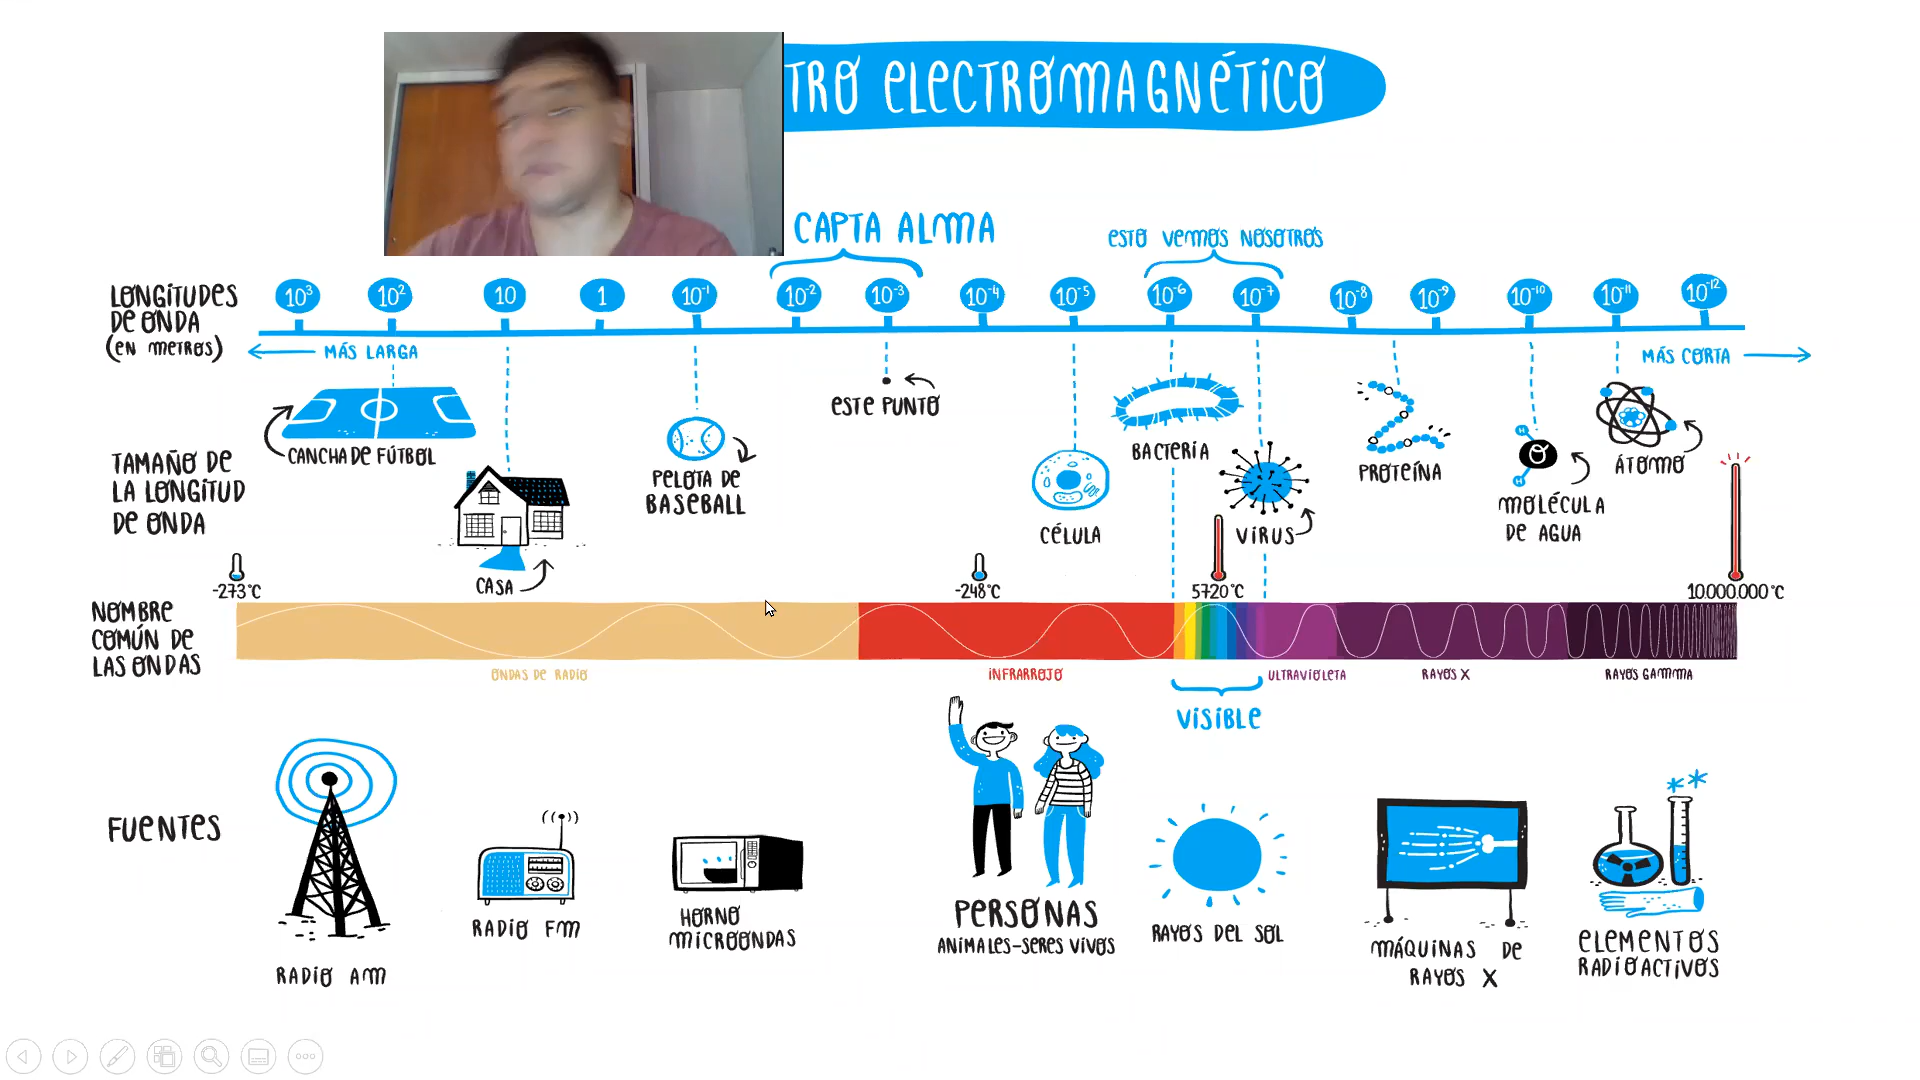 TRO ELECTROMAGNÉTICO
CAPTA ALMA
ESTO VEMOS NOSOTROS
LONGITUDES
DE ONDA
(EN METROS)
10³ 10² 10 1 10⁻¹ 10⁻² 10⁻³ 10⁻⁴ 10⁻⁵ 10⁻⁶ 10⁻⁷ 10⁻⁸ 10⁻⁹ 10⁻¹⁰ 10⁻¹¹ 10⁻¹²
MÁS LARGA
MÁS CORTA
TAMAÑO DE
LA LONGITUD
DE ONDA
CANCHA DE FÚTBOL
CASA
PELOTA DE
BASEBALL
ESTE PUNTO
CÉLULA
BACTERIA
VIRUS
PROTEÍNA
H
O
H
MOLÉCULA
DE AGUA
ÁTOMO
-273°C
-248°C
5720°C
10.000.000°C
NOMBRE
COMÚN DE
LAS ONDAS
ONDAS DE RADIO
INFRARROJO
VISIBLE
ULTRAVIOLETA
RAYOS X
RAYOS GAMMA
FUENTES
RADIO AM
RADIO FM
HORNO
MICROONDAS
PERSONAS
ANIMALES-SERES VIVOS
RAYOS DEL SOL
MÁQUINAS DE
RAYOS X
ELEMENTOS
RADIACTIVOS